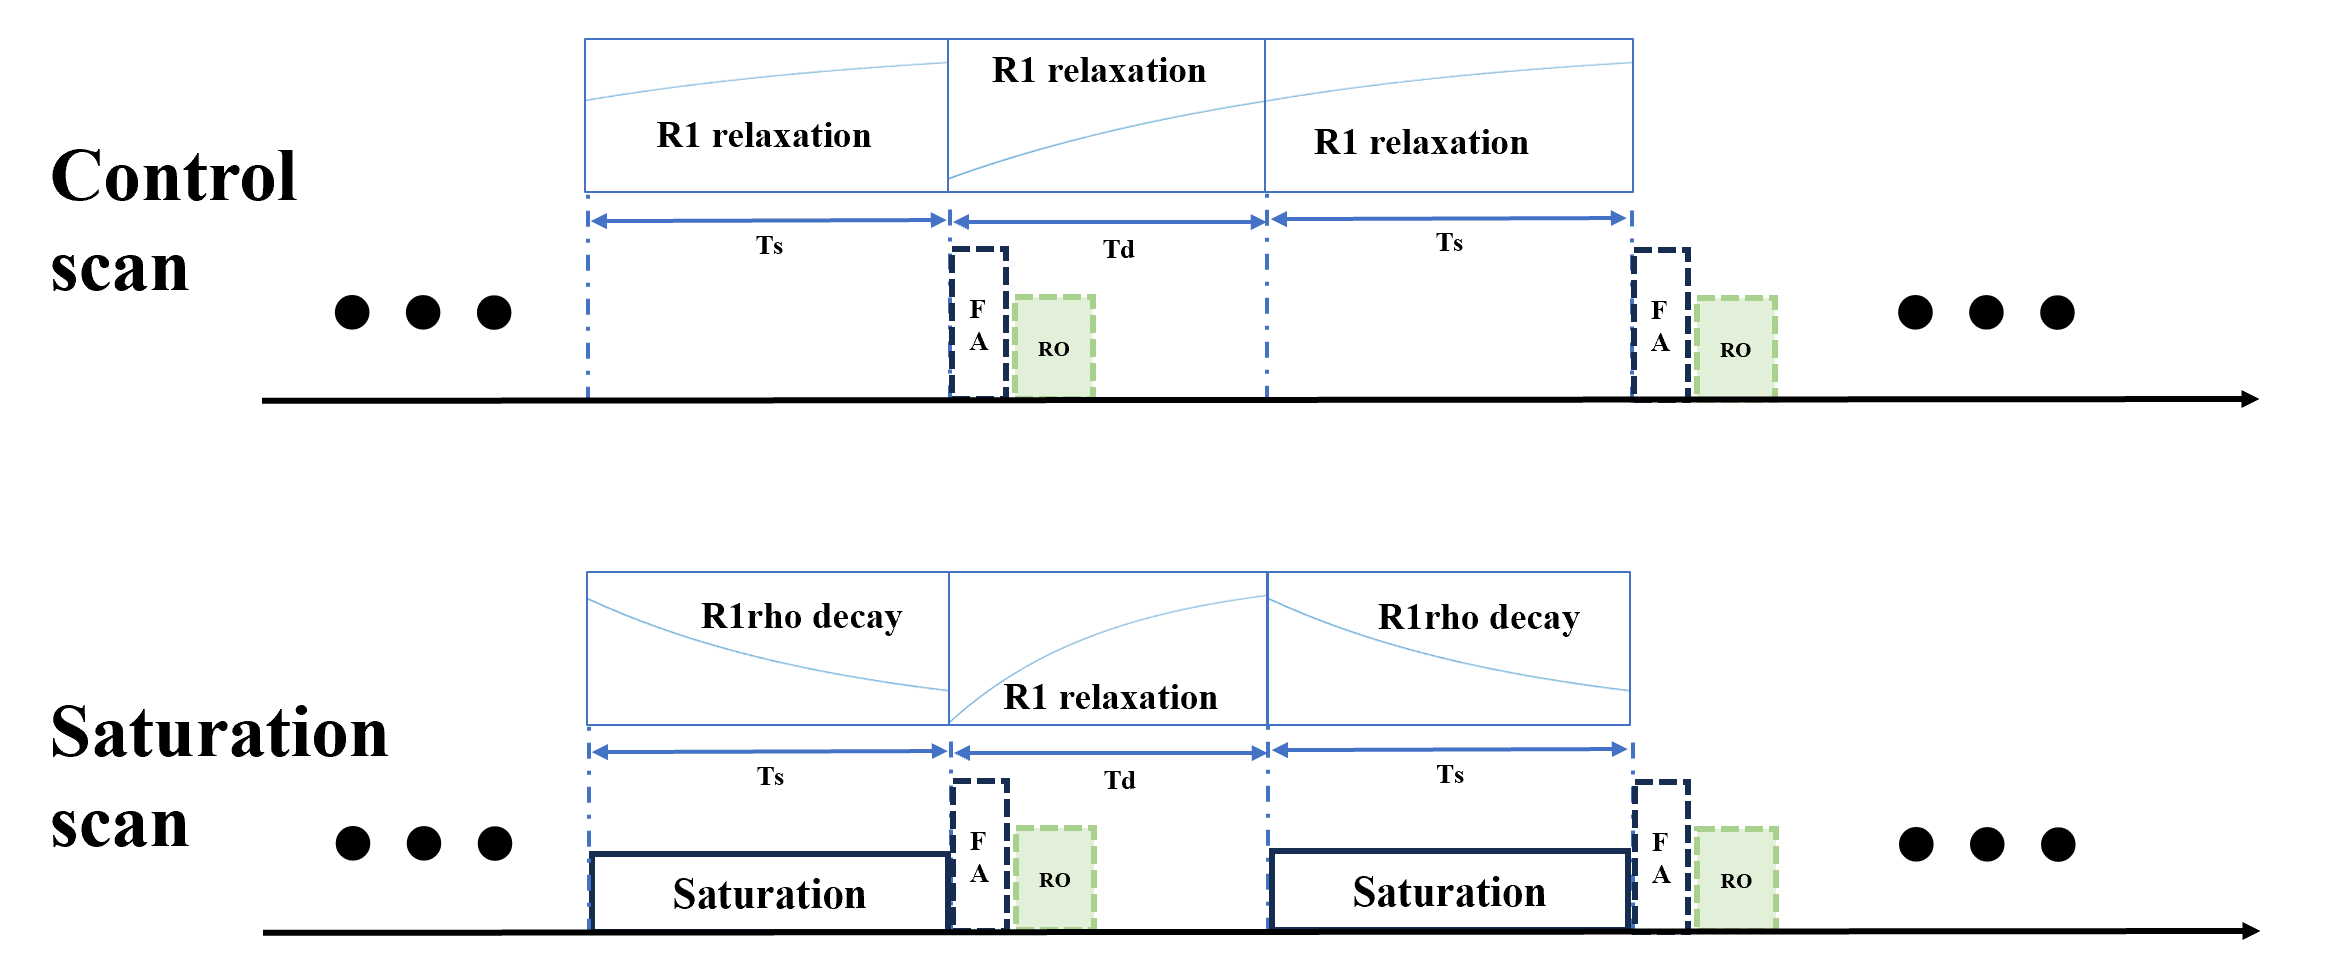 Control
scan
R1 relaxation
R1 relaxation
R1 relaxation
Ts
Td
Ts
F
A
RO
F
A
RO
Saturation
scan
R1rho decay
R1 relaxation
R1rho decay
Ts
Td
Ts
Saturation
F
A
RO
Saturation
F
A
RO